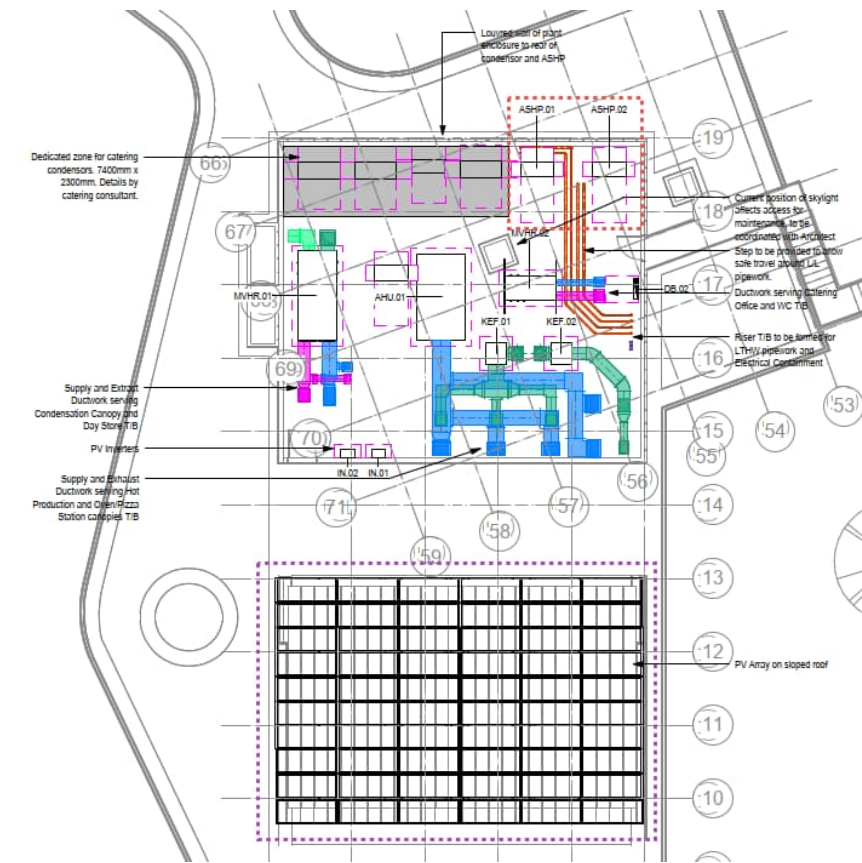 Louvred wall of plant
enclosure to rear of
condensor and ASHP
ASHP.01
ASHP.02
19
Dedicated zone for catering
condensors. 7400mm x
2300mm. Details by
catering consultant.
66
18
Current position of skylight
affects access for
maintenance, to be
coordinated with Architect
67
MVHR.02
Step to be provided to allow
safe travel around L/L
pipework.
17
DB.02
MVHR.01
AHU.01
Ductwork serving Catering
Office and WC T/B
KEF.01
KEF.02
Riser T/B to be formed for
LTHW pipework and
Electrical Containment
16
69
Supply and Extract
Ductwork serving
Condensation Canopy and
Day Store T/B
53
15
54
70
55
PV Inverters
IN.02
IN.01
56
Supply and Exhaust
Ductwork serving Hot
Production and Oven/Pizza
Station canopies T/B
71
57
14
58
59
13
12
PV Array on sloped roof
11
10